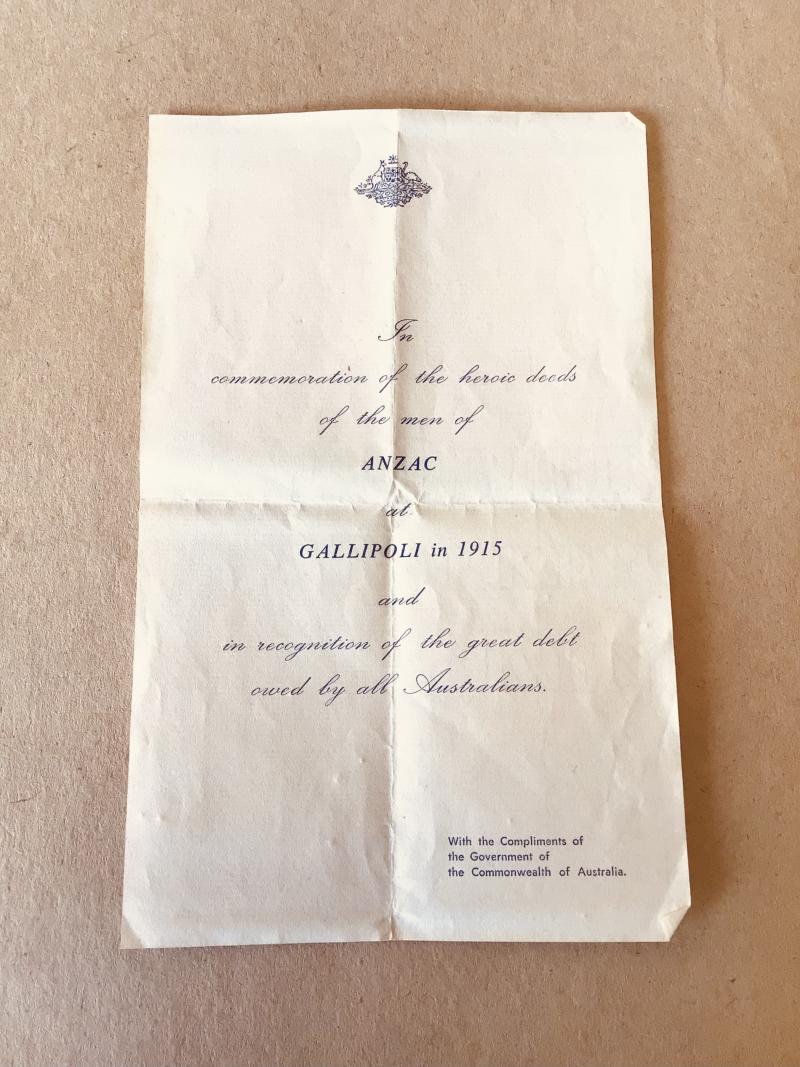 In
commemoration of the heroic deeds
of the men of
ANZAC
at
GALLIPOLI in 1915
and
in recognition of the great debt
owed by all Australians.
With the Compliments of
the Government of
the Commonwealth of Australia.